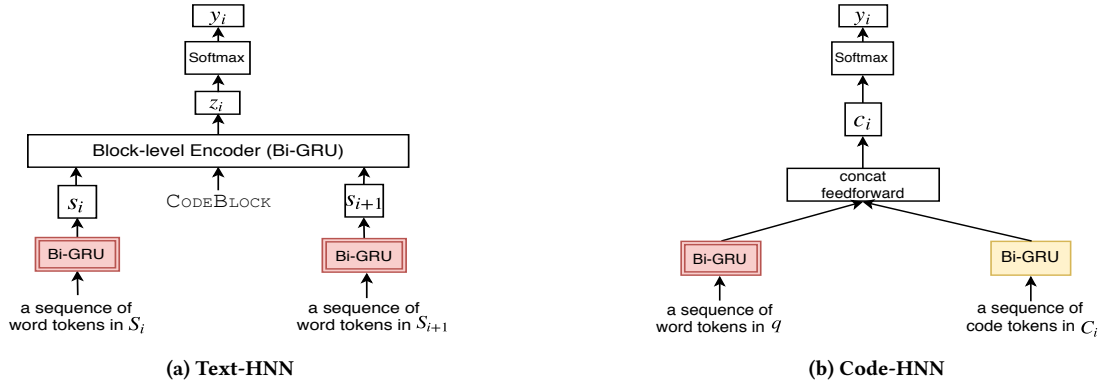 y_i
Softmax
z_i
Block-level Encoder (Bi-GRU)
s_i
CODEBLOCK
s_{i+1}
Bi-GRU
Bi-GRU
a sequence of
word tokens in S_i
a sequence of
word tokens in S_{i+1}
(a) Text-HNN
y_i
Softmax
c_i
concat
feedforward
Bi-GRU
Bi-GRU
a sequence of
word tokens in q
a sequence of
code tokens in C_i
(b) Code-HNN